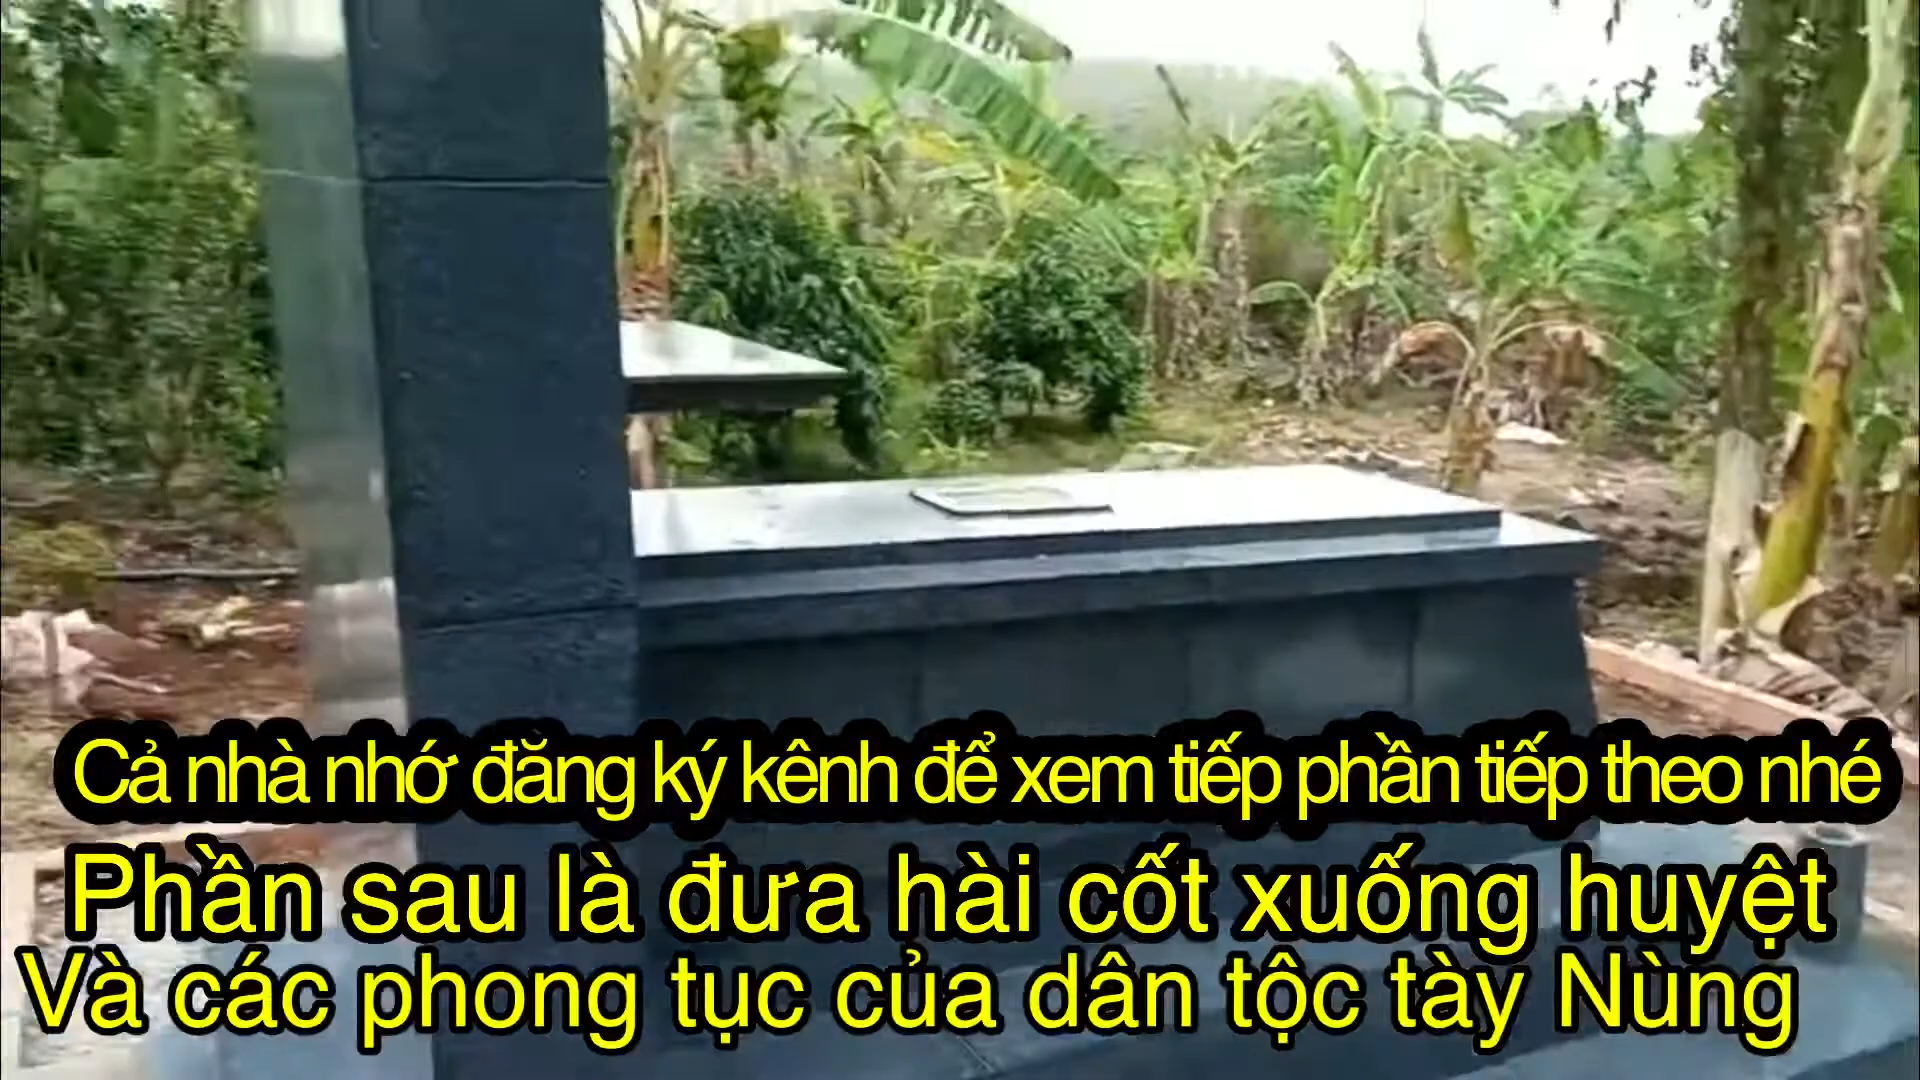 Cả nhà nhớ đăng ký kênh để xem tiếp phần tiếp theo nhé
Phần sau là đưa hài cốt xuống huyệt
Và các phong tục của dân tộc tày Nùng